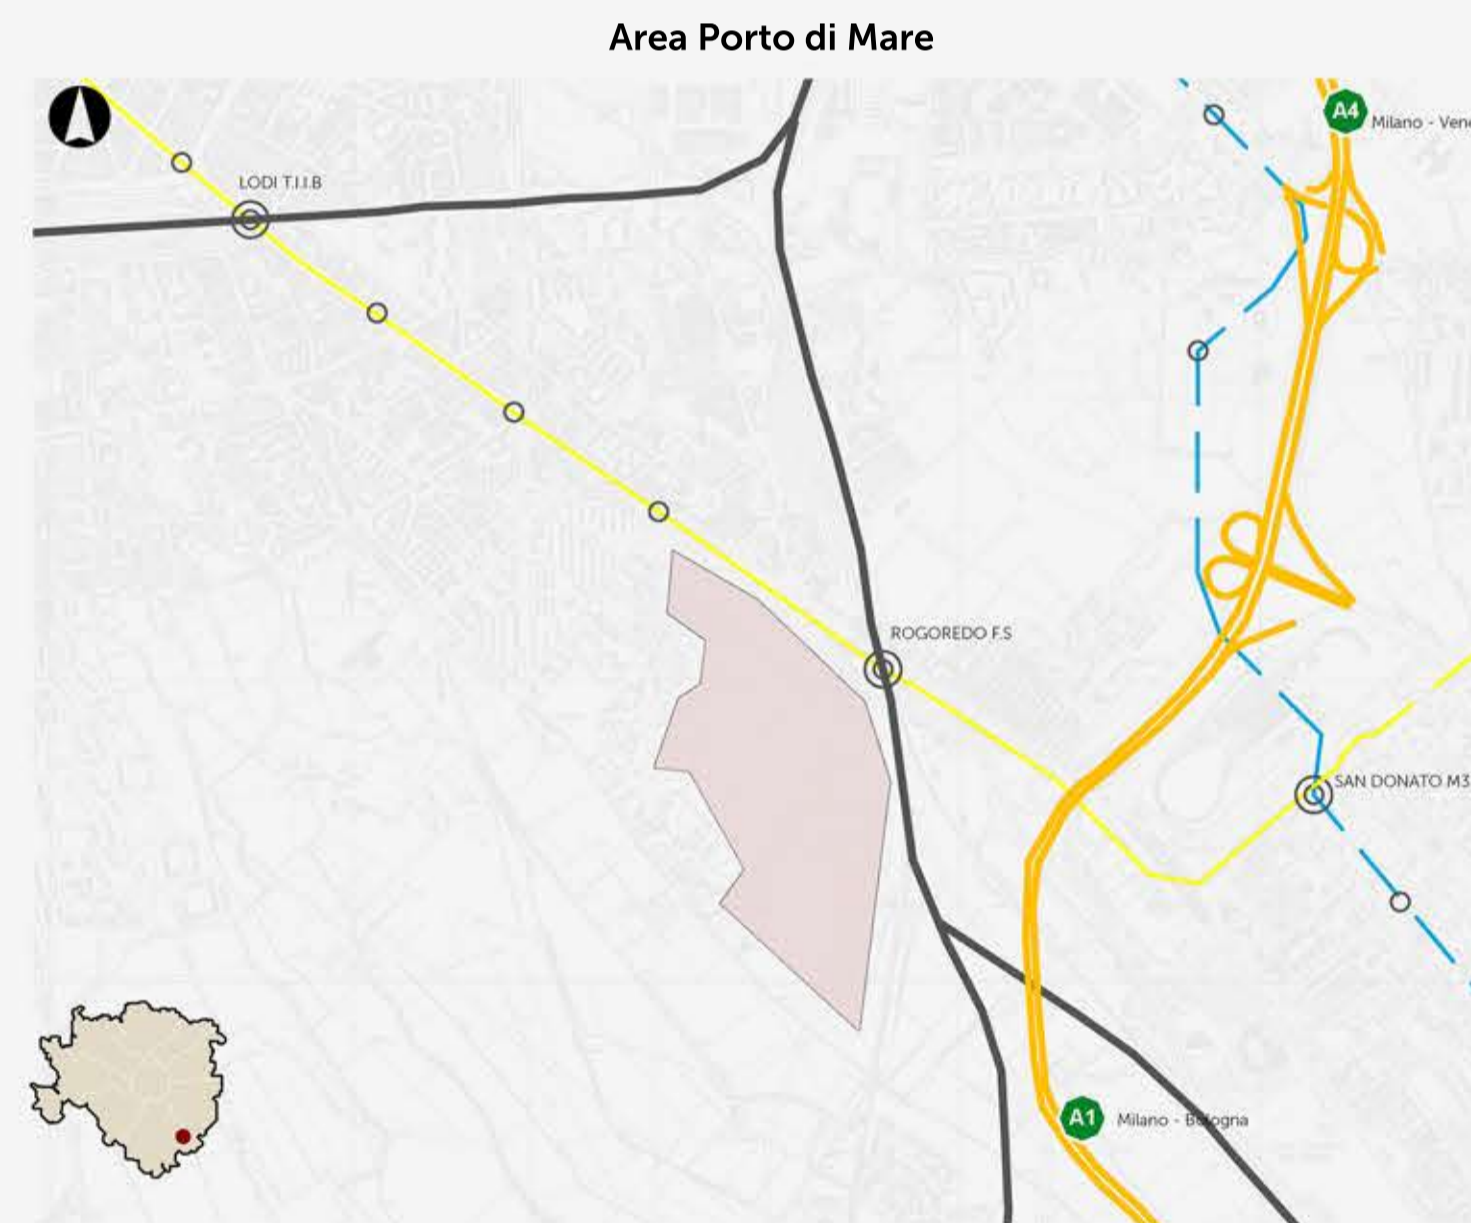 Area Porto di Mare
A4
Milano - Vene
LODI T.I.I.B
ROGOREDO F.S
SAN DONATO M3
A1
Milano - Bologna